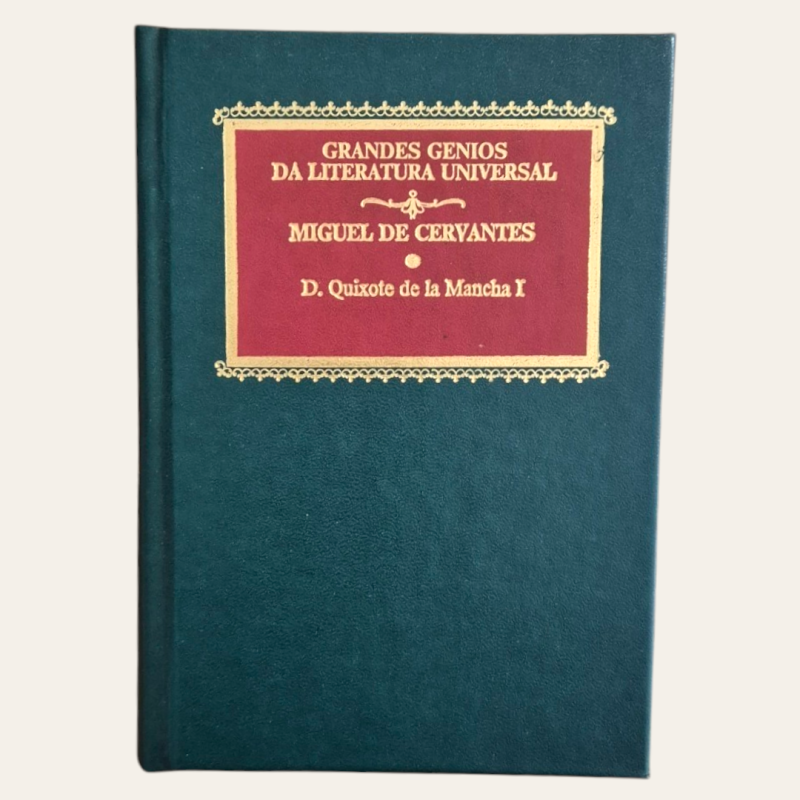 GRANDES GENIOS
DA LITERATURA UNIVERSAL
MIGUEL DE CERVANTES
D. Quixote de la Mancha I